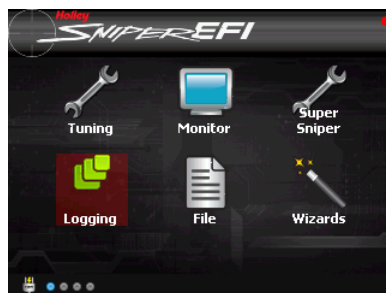 Holley
SNIPER EFI
Tuning
Monitor
Super
Sniper
Logging
File
Wizards